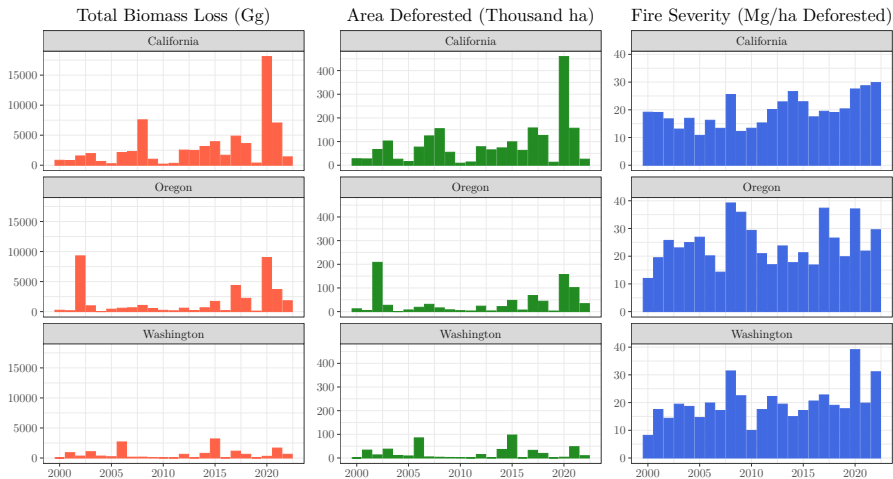 Total Biomass Loss (Gg)
Area Deforested (Thousand ha)
Fire Severity (Mg/ha Deforested)
California
California
California
15000
10000
5000
0
400
300
200
100
0
40
30
20
10
0
Oregon
Oregon
Oregon
15000
10000
5000
0
400
300
200
100
0
40
30
20
10
0
Washington
Washington
Washington
15000
10000
5000
0
400
300
200
100
0
40
30
20
10
0
2000 2005 2010 2015 2020
2000 2005 2010 2015 2020
2000 2005 2010 2015 2020